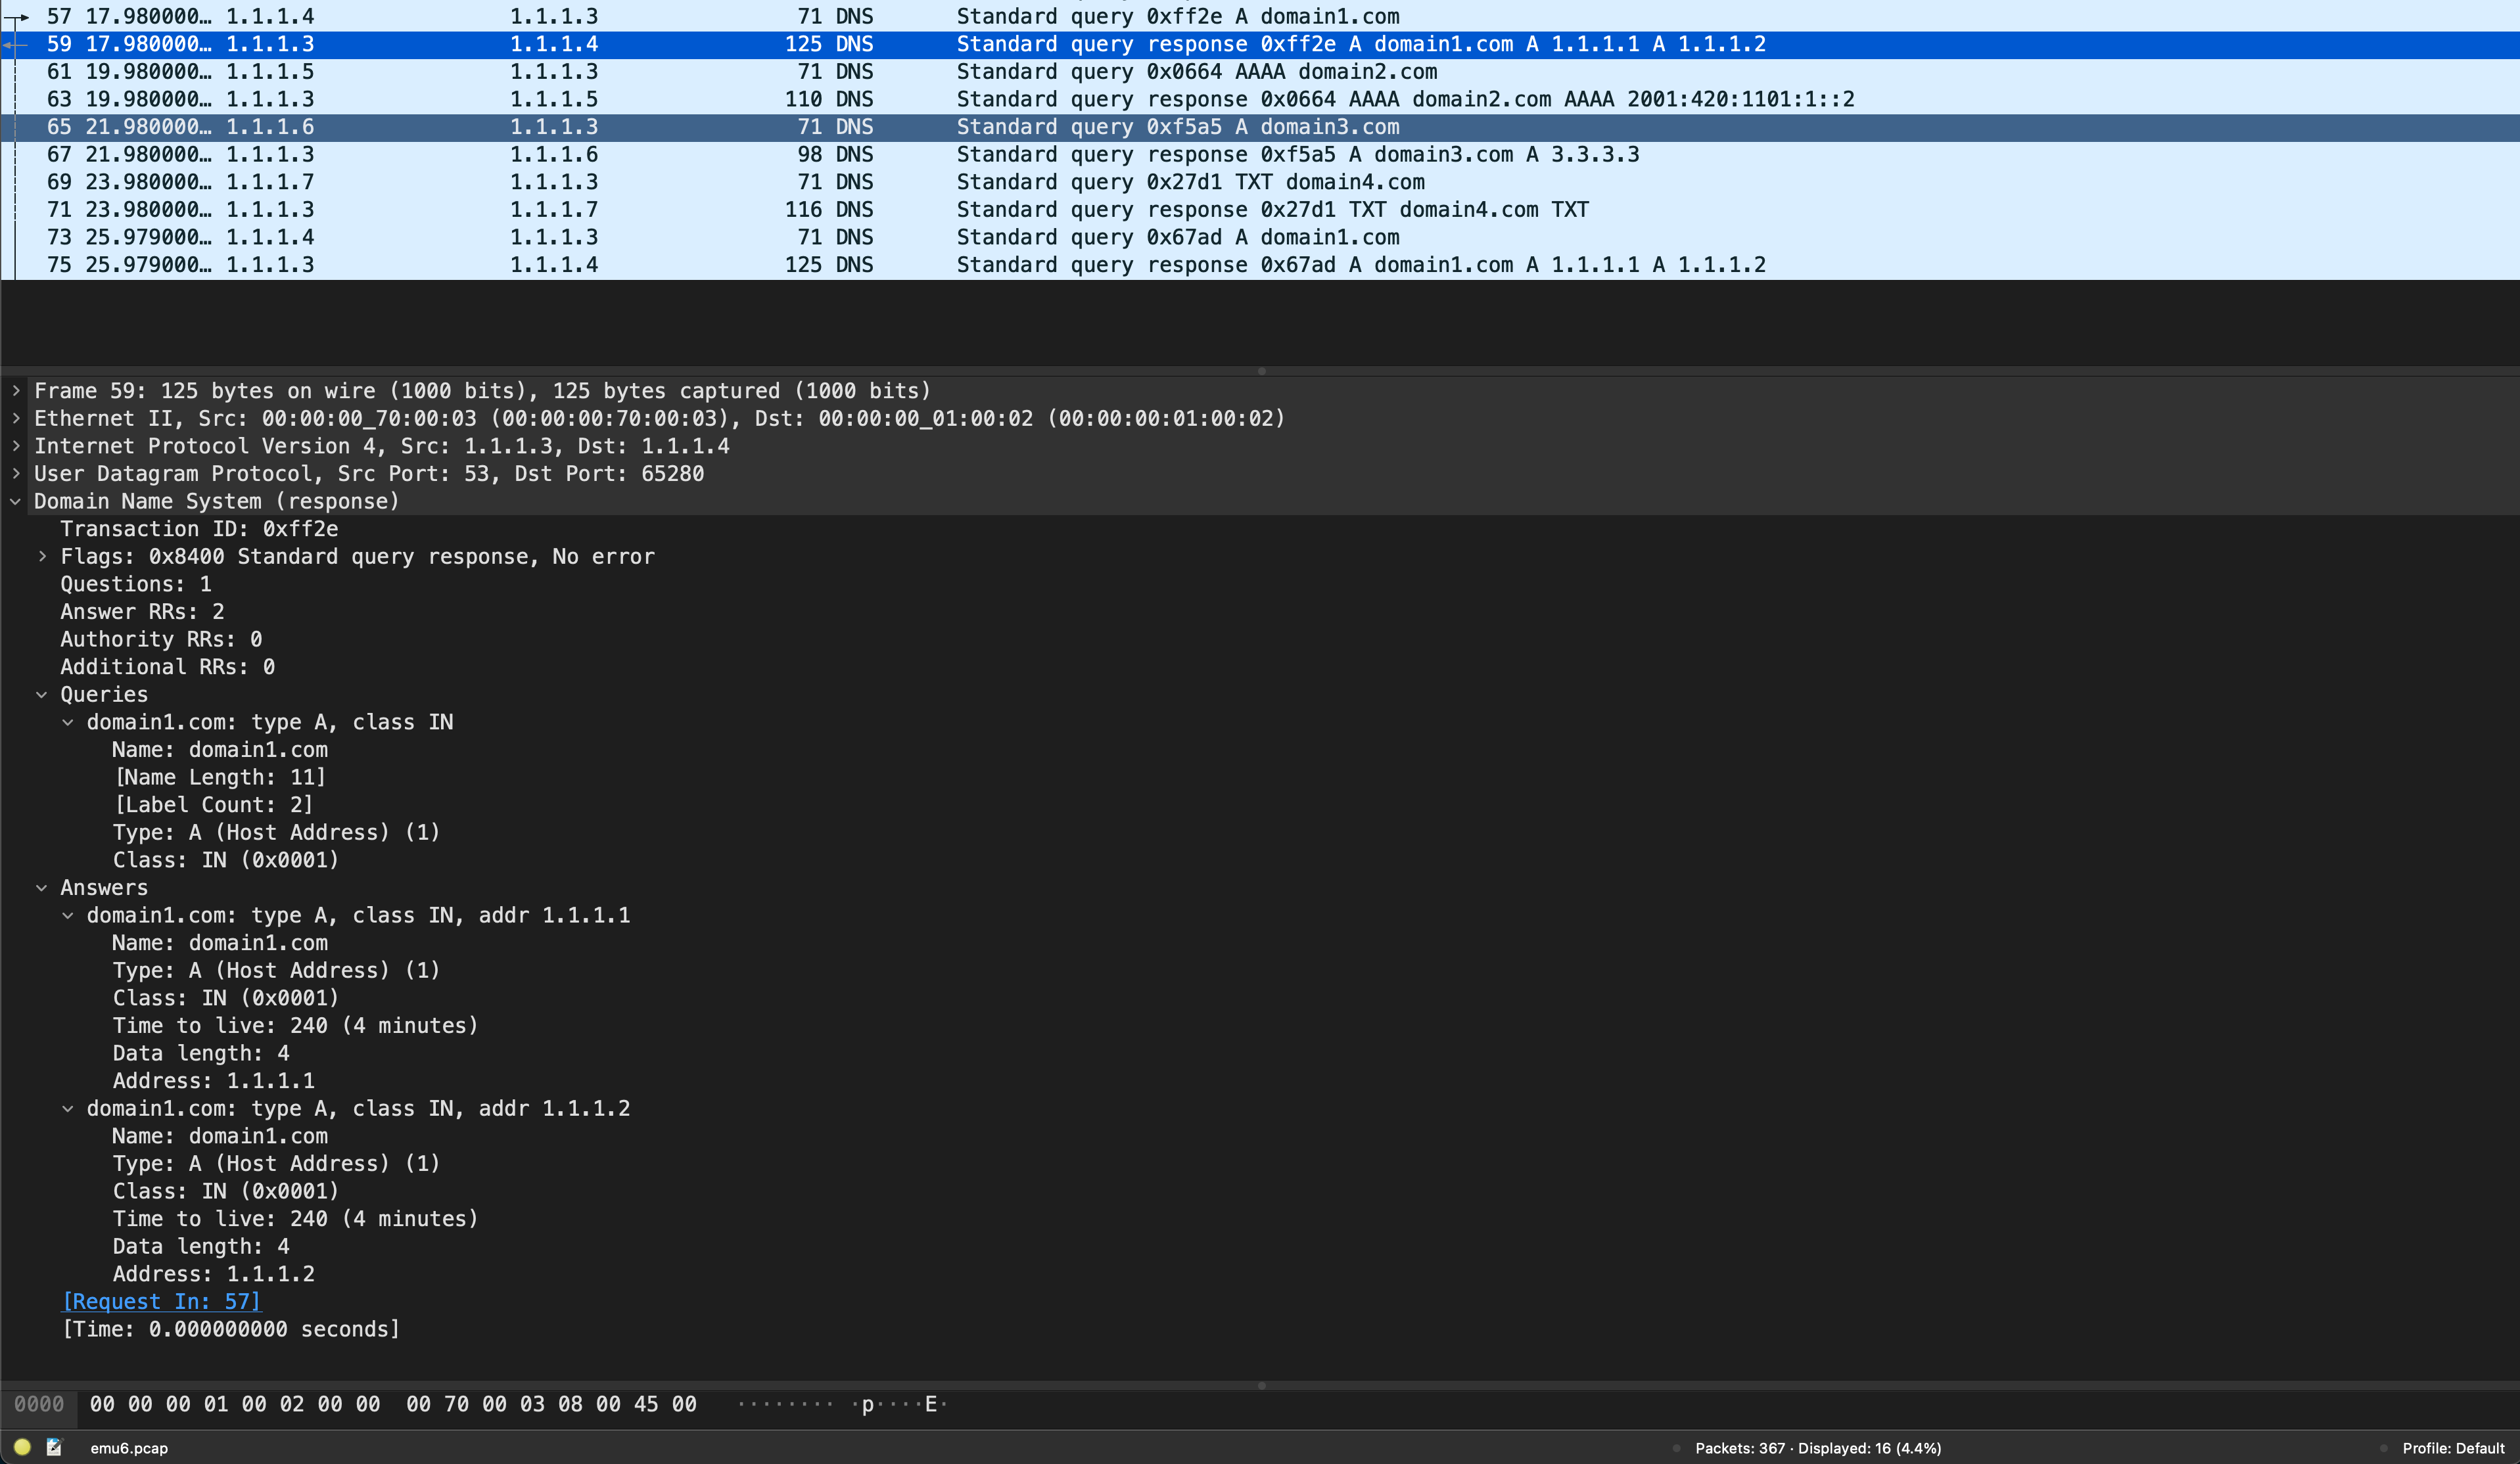 57 17.980000… 1.1.1.4 1.1.1.3 71 DNS Standard query 0xff2e A domain1.com
59 17.980000… 1.1.1.3 1.1.1.4 125 DNS Standard query response 0xff2e A domain1.com A 1.1.1.1 A 1.1.1.2
61 19.980000… 1.1.1.5 1.1.1.3 71 DNS Standard query 0x0664 AAAA domain2.com
63 19.980000… 1.1.1.3 1.1.1.5 110 DNS Standard query response 0x0664 AAAA domain2.com AAAA 2001:420:1101:1::2
65 21.980000… 1.1.1.6 1.1.1.3 71 DNS Standard query 0xf5a5 A domain3.com
67 21.980000… 1.1.1.3 1.1.1.6 98 DNS Standard query response 0xf5a5 A domain3.com A 3.3.3.3
69 23.980000… 1.1.1.7 1.1.1.3 71 DNS Standard query 0x27d1 TXT domain4.com
71 23.980000… 1.1.1.3 1.1.1.7 116 DNS Standard query response 0x27d1 TXT domain4.com TXT
73 25.979000… 1.1.1.4 1.1.1.3 71 DNS Standard query 0x67ad A domain1.com
75 25.979000… 1.1.1.3 1.1.1.4 125 DNS Standard query response 0x67ad A domain1.com A 1.1.1.1 A 1.1.1.2
Frame 59: 125 bytes on wire (1000 bits), 125 bytes captured (1000 bits)
Ethernet II, Src: 00:00:00_70:00:03 (00:00:00:70:00:03), Dst: 00:00:00_01:00:02 (00:00:00:01:00:02)
Internet Protocol Version 4, Src: 1.1.1.3, Dst: 1.1.1.4
User Datagram Protocol, Src Port: 53, Dst Port: 65280
Domain Name System (response)
Transaction ID: 0xff2e
Flags: 0x8400 Standard query response, No error
Questions: 1
Answer RRs: 2
Authority RRs: 0
Additional RRs: 0
Queries
domain1.com: type A, class IN
Name: domain1.com
[Name Length: 11]
[Label Count: 2]
Type: A (Host Address) (1)
Class: IN (0x0001)
Answers
domain1.com: type A, class IN, addr 1.1.1.1
Name: domain1.com
Type: A (Host Address) (1)
Class: IN (0x0001)
Time to live: 240 (4 minutes)
Data length: 4
Address: 1.1.1.1
domain1.com: type A, class IN, addr 1.1.1.2
Name: domain1.com
Type: A (Host Address) (1)
Class: IN (0x0001)
Time to live: 240 (4 minutes)
Data length: 4
Address: 1.1.1.2
[Request In: 57]
[Time: 0.000000000 seconds]
0000 00 00 00 01 00 02 00 00 00 70 00 03 08 00 45 00 ········ ·p····E·
emu6.pcap Packets: 367 · Displayed: 16 (4.4%) Profile: Default